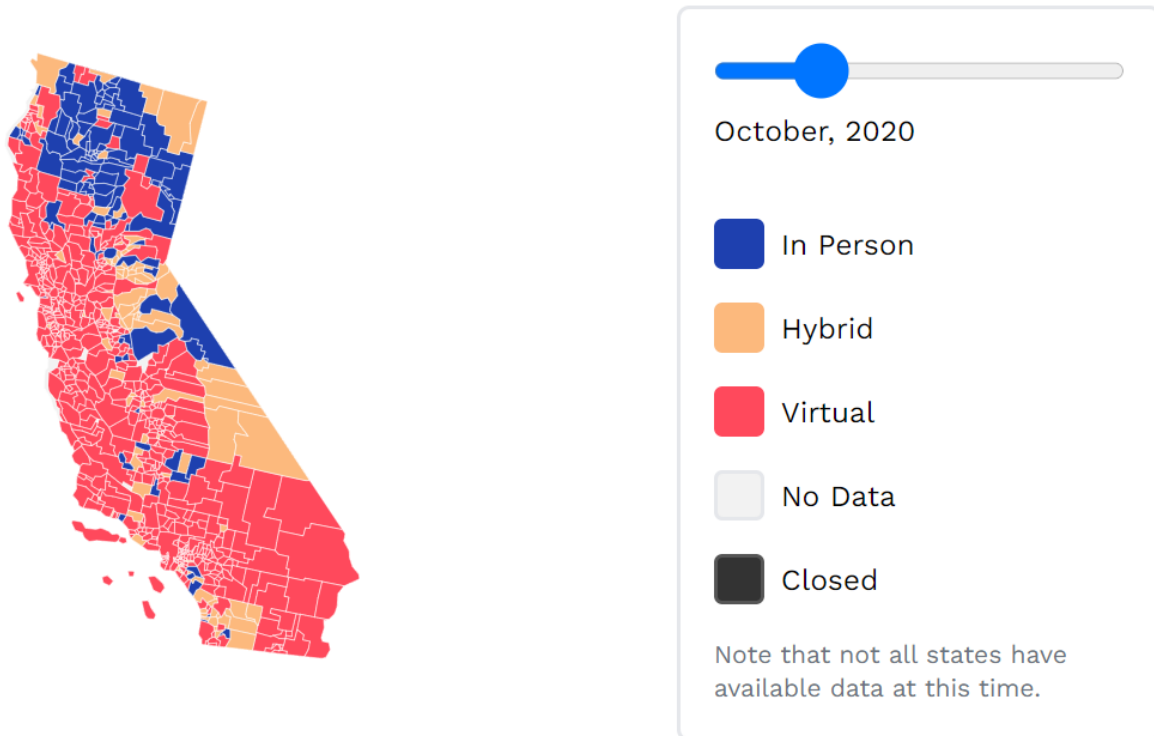 October, 2020
In Person
Hybrid
Virtual
No Data
Closed
Note that not all states have
available data at this time.